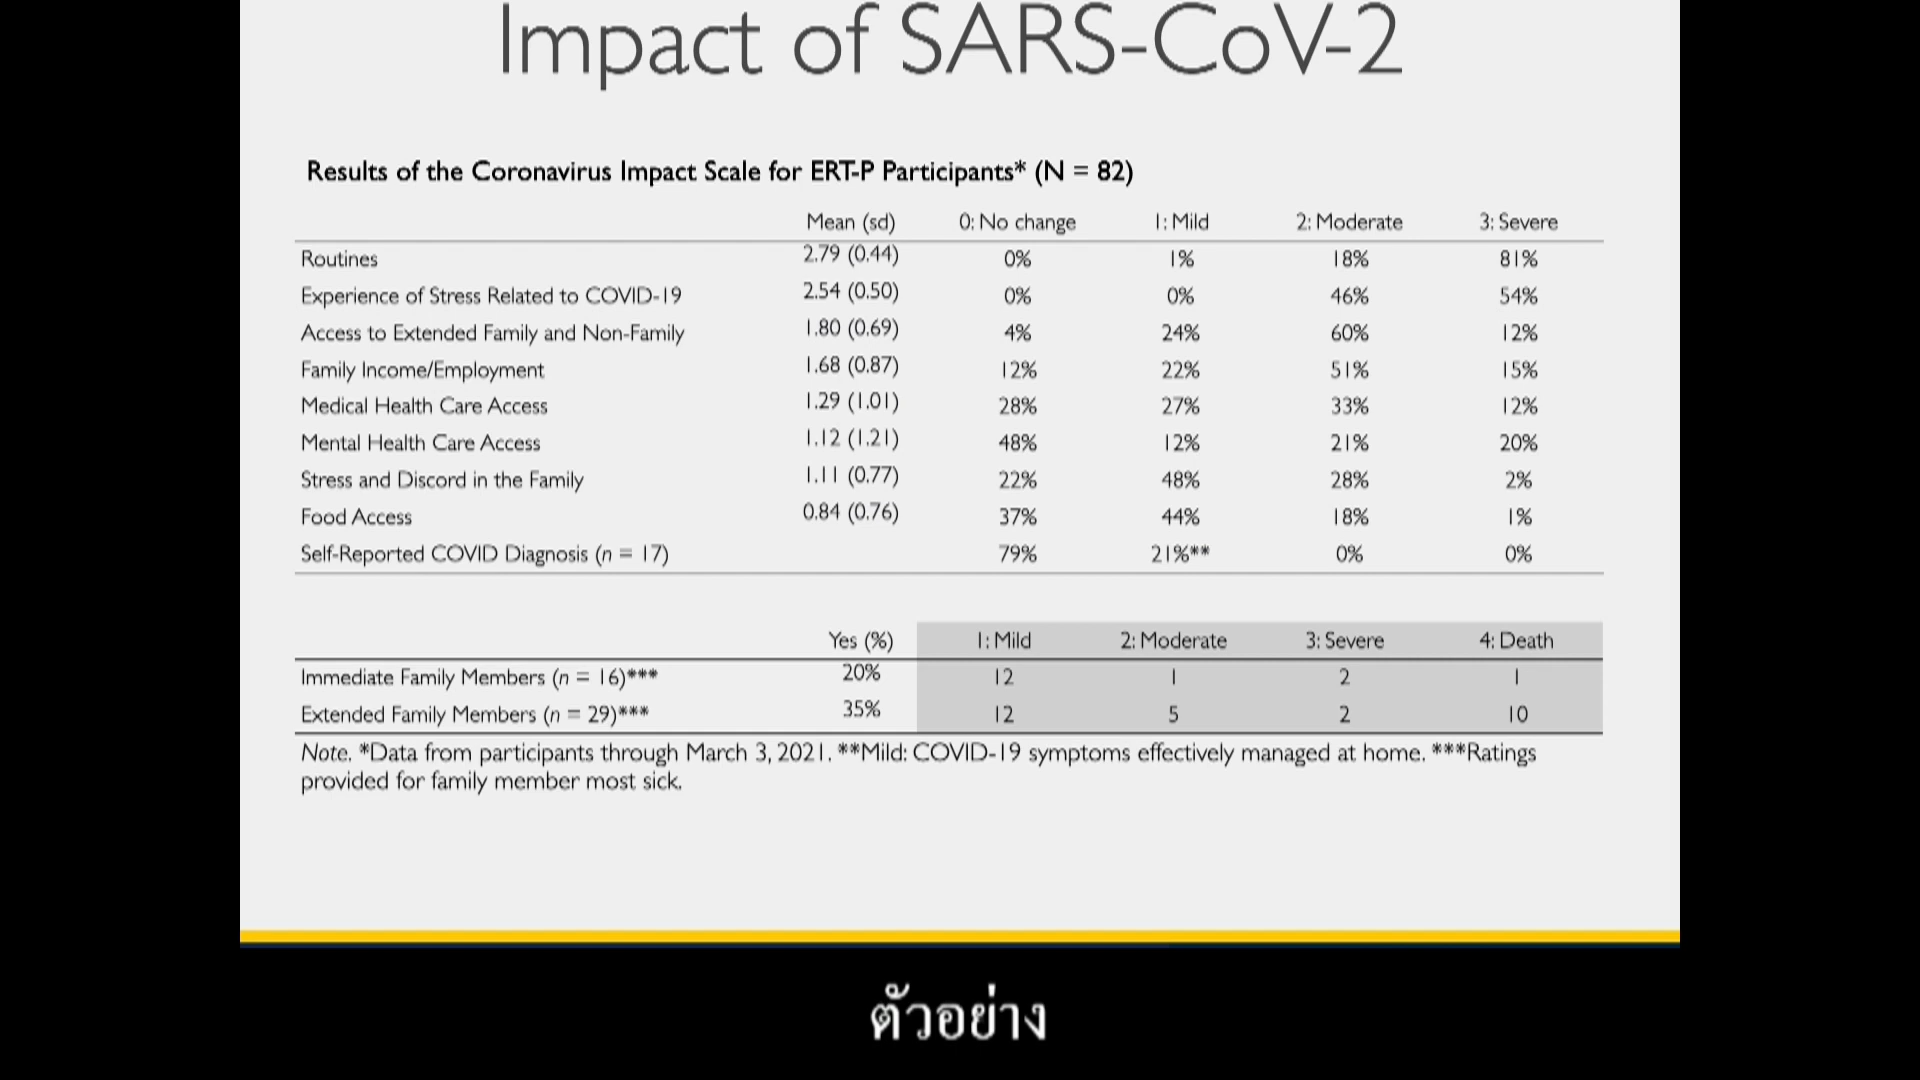 Impact of SARS-CoV-2
Results of the Coronavirus Impact Scale for ERT-P Participants* (N = 82)
Mean (sd) 0: No change 1: Mild 2: Moderate 3: Severe
Routines 2.79 (0.44) 0% 1% 18% 81%
Experience of Stress Related to COVID-19 2.54 (0.50) 0% 0% 46% 54%
Access to Extended Family and Non-Family 1.80 (0.69) 4% 24% 60% 12%
Family Income/Employment 1.68 (0.87) 12% 22% 51% 15%
Medical Health Care Access 1.29 (1.01) 28% 27% 33% 12%
Mental Health Care Access 1.12 (1.21) 48% 12% 21% 20%
Stress and Discord in the Family 1.11 (0.77) 22% 48% 28% 2%
Food Access 0.84 (0.76) 37% 44% 18% 1%
Self-Reported COVID Diagnosis (n = 17) 79% 21%** 0% 0%
Yes (%) 1: Mild 2: Moderate 3: Severe 4: Death
Immediate Family Members (n = 16)*** 20% 12 1 2 1
Extended Family Members (n = 29)*** 35% 12 5 2 10
Note. *Data from participants through March 3, 2021. **Mild: COVID-19 symptoms effectively managed at home. ***Ratings
provided for family member most sick.
ตัวอย่าง